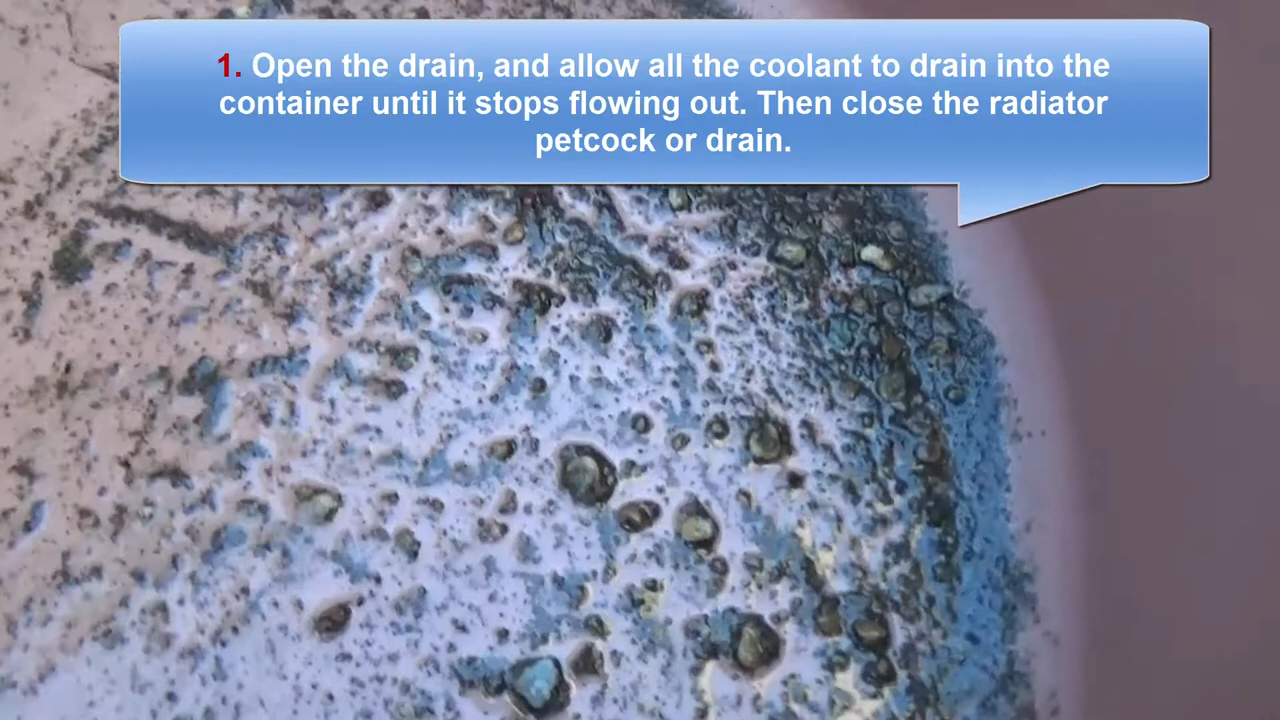 1. Open the drain, and allow all the coolant to drain into the
container until it stops flowing out. Then close the radiator
petcock or drain.